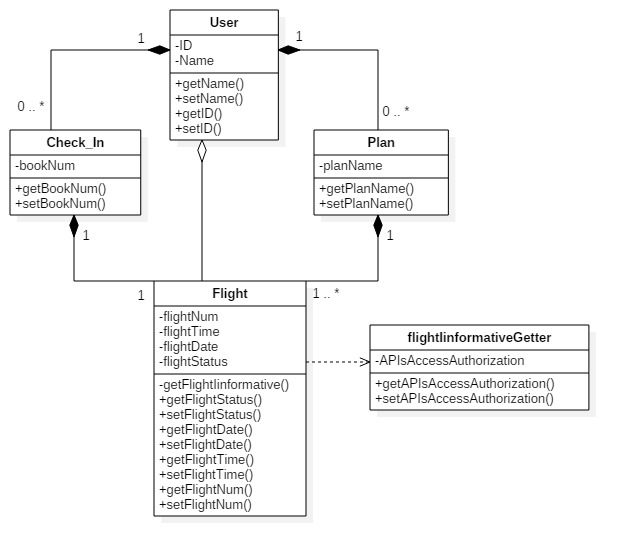 User
-ID
-Name
+getName()
+setName()
+getID()
+setID()
1
1
0 .. *
0 .. *
Check_In
-bookNum
+getBookNum()
+setBookNum()
Plan
-planName
+getPlanName()
+setPlanName()
1
1
1
1 .. *
Flight
-flightNum
-flightTime
-flightDate
-flightStatus
-getFlightIinformative()
+getFlightStatus()
+setFlightStatus()
+getFlightDate()
+setFlightDate()
+getFlightTime()
+setFlightTime()
+getFlightNum()
+setFlightNum()
flightIinformativeGetter
-APIsAccessAuthorization
+getAPIsAccessAuthorization()
+setAPIsAccessAuthorization()